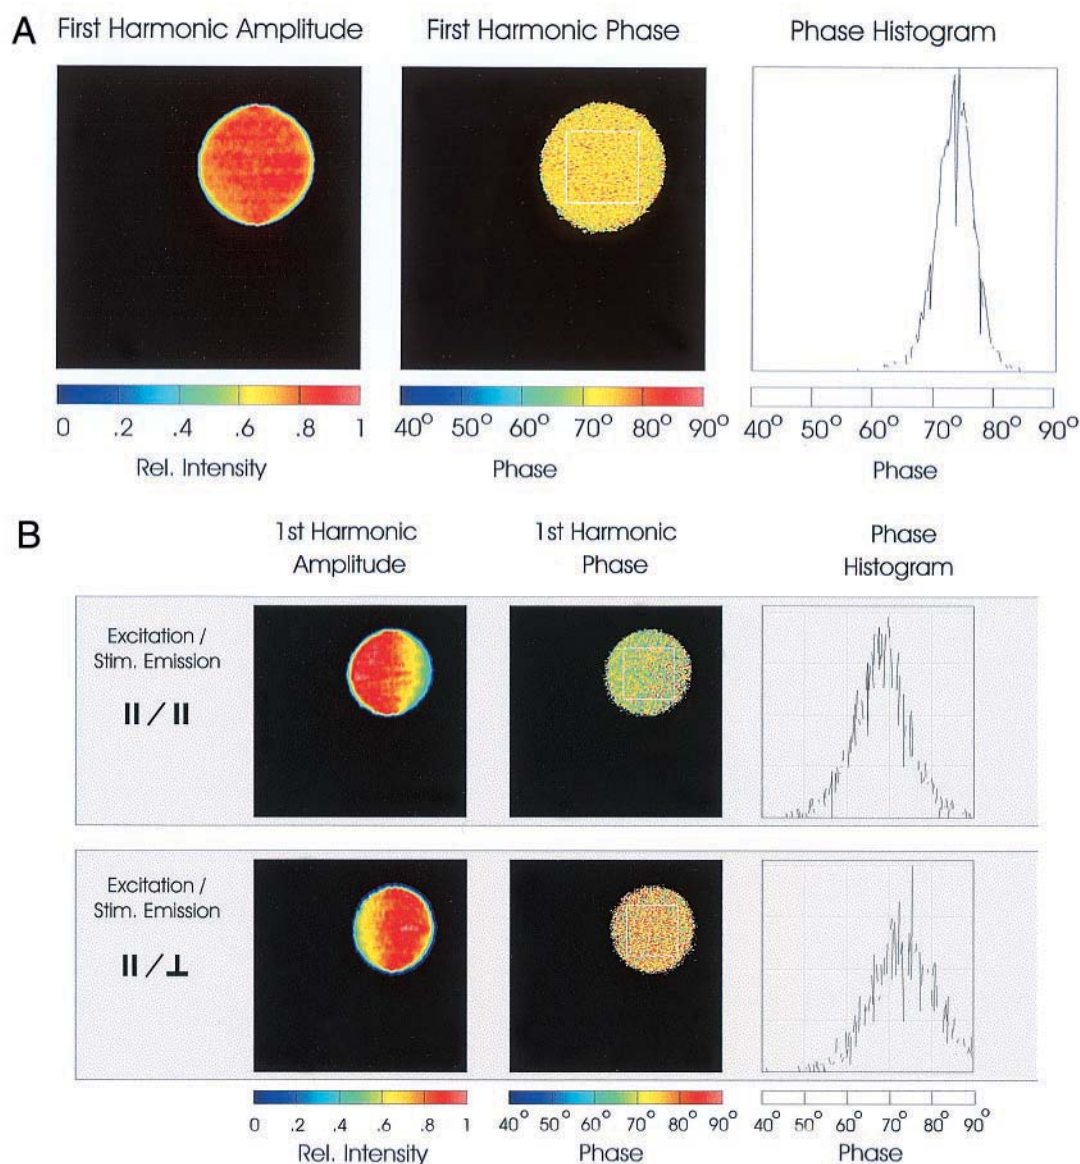 A
First Harmonic Amplitude
First Harmonic Phase
Phase Histogram
0 .2 .4 .6 .8 1
40° 50° 60° 70° 80° 90°
40° 50° 60° 70° 80° 90°
Rel. Intensity
Phase
Phase
B
1st Harmonic
Amplitude
1st Harmonic
Phase
Phase
Histogram
Excitation /
Stim. Emission
II / II
Excitation /
Stim. Emission
II / ⊥
0 .2 .4 .6 .8 1
40° 50° 60° 70° 80° 90°
40° 50° 60° 70° 80° 90°
Rel. Intensity
Phase
Phase